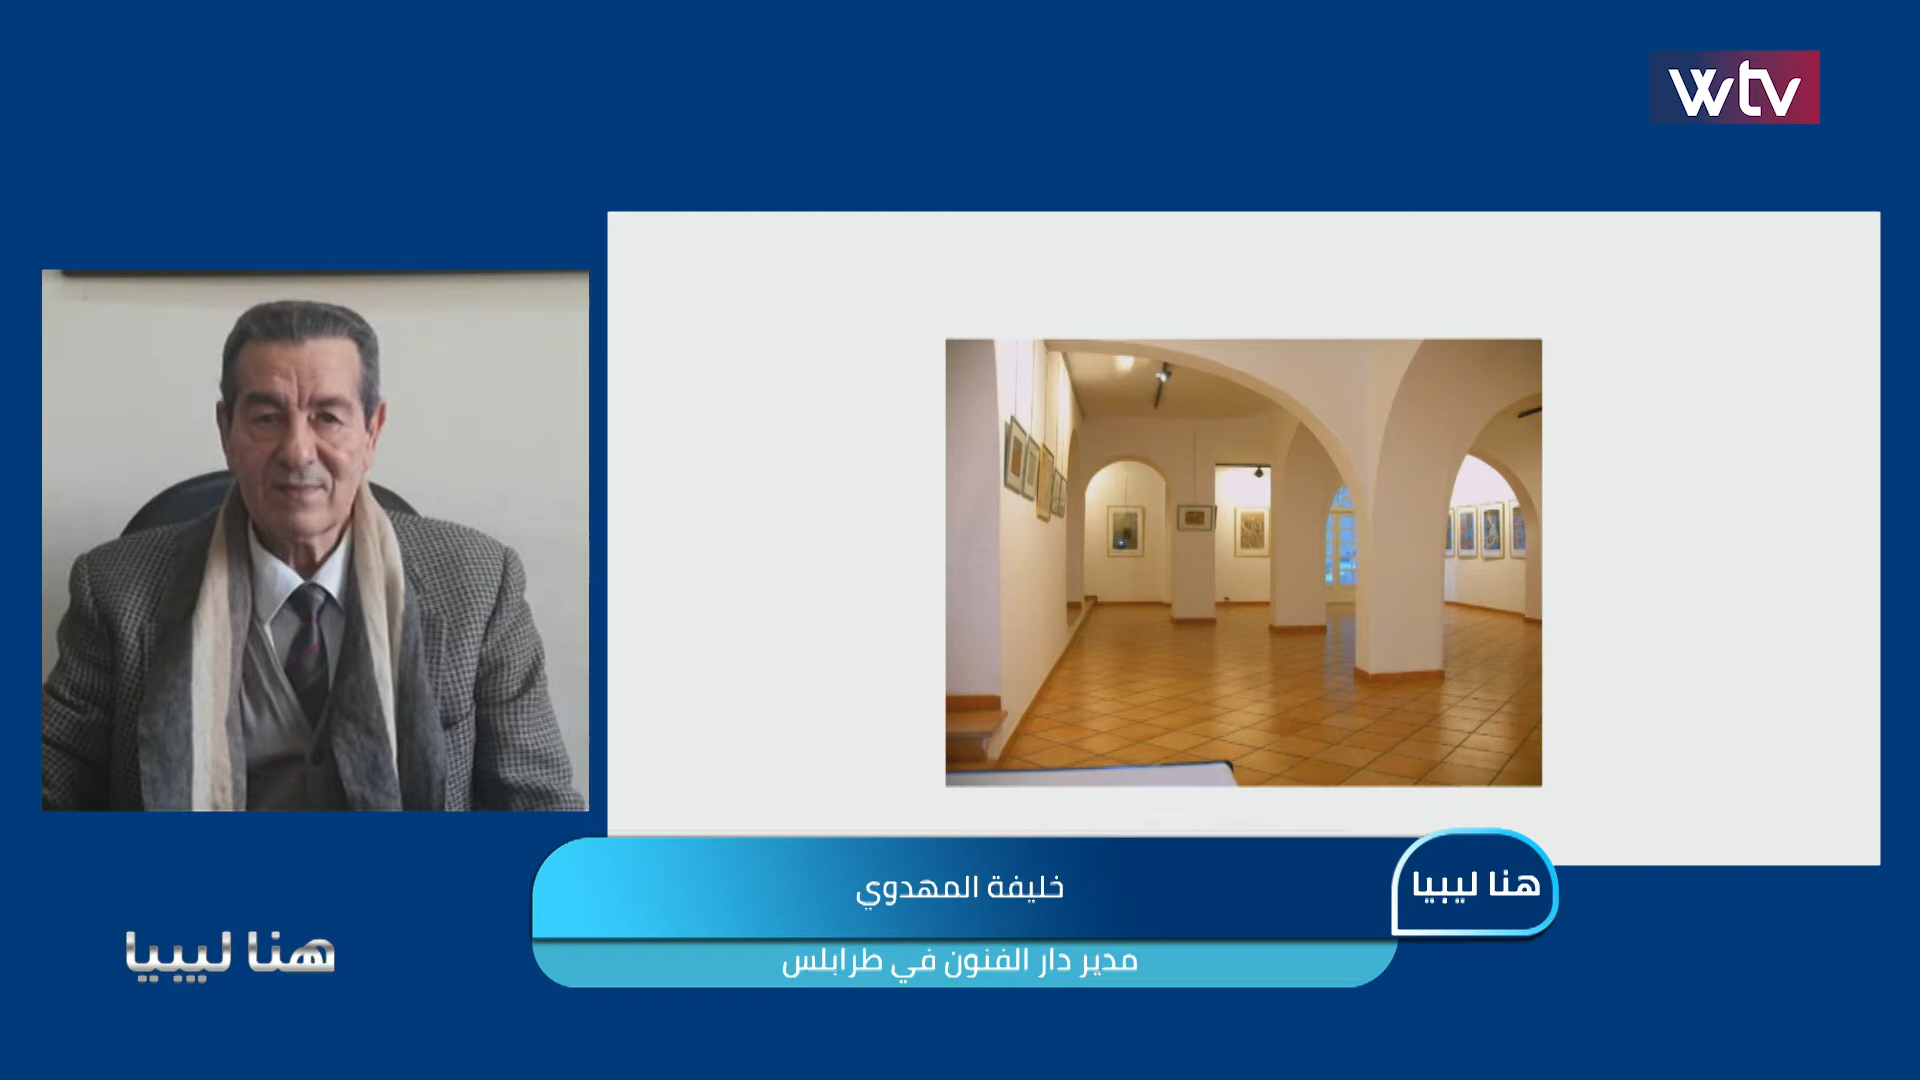 wtv
خليفة المهدوي
هنا ليبيا
مدير دار الفنون في طرابلس
هنا ليبيا